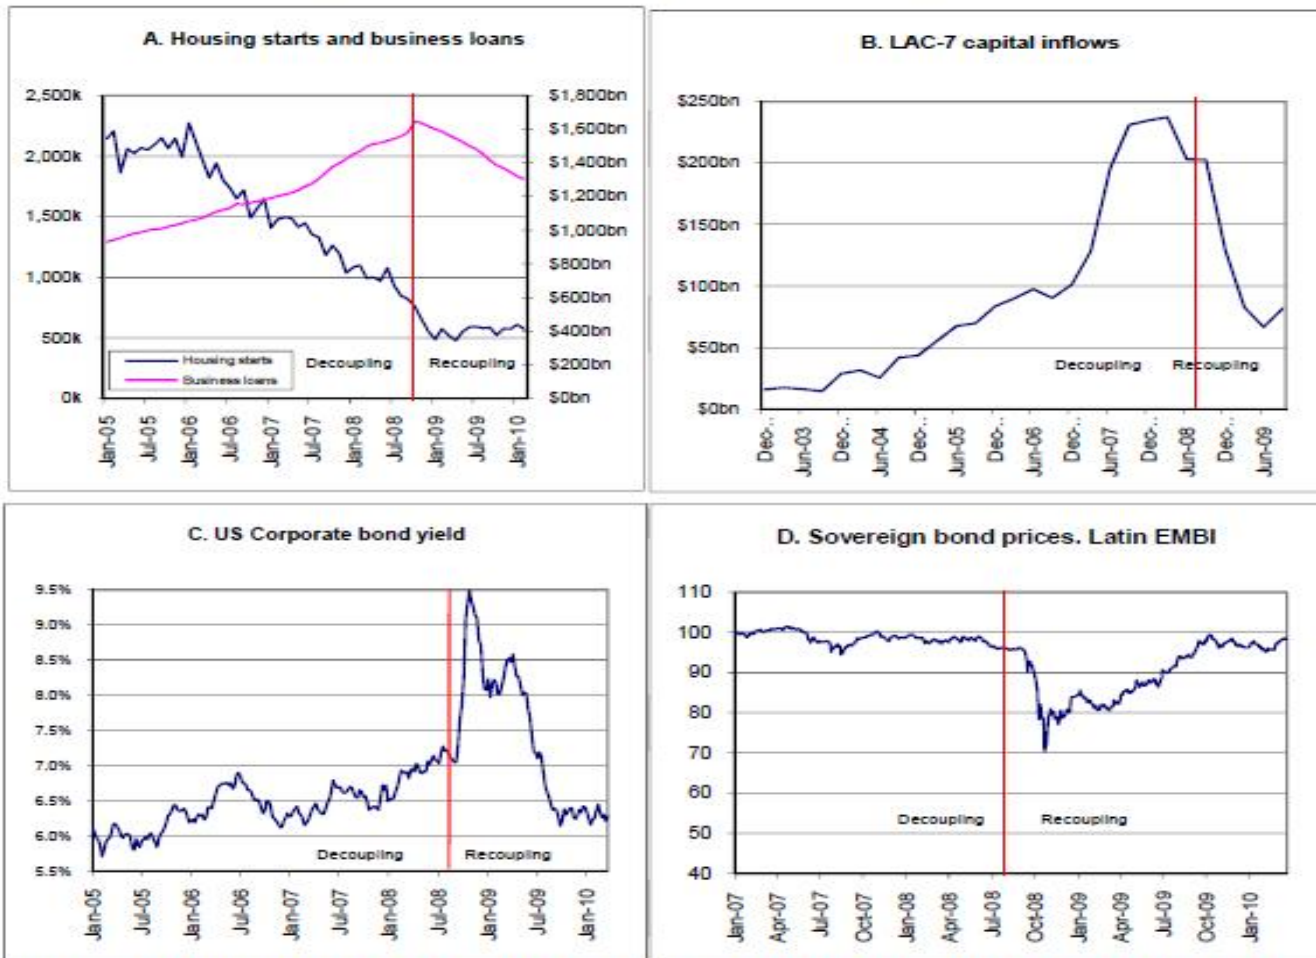 A. Housing starts and business loans
2,500k
2,000k
1,500k
1,000k
500k
0k
$1,800bn
$1,600bn
$1,400bn
$1,200bn
$1,000bn
$800bn
$600bn
$400bn
$200bn
$0bn
Housing starts
Business loans
Decoupling
Recoupling
Jan-05
Jul-05
Jan-06
Jul-06
Jan-07
Jul-07
Jan-08
Jul-08
Jan-09
Jul-09
Jan-10
B. LAC-7 capital inflows
$250bn
$200bn
$150bn
$100bn
$50bn
$0bn
Decoupling
Recoupling
Dec-..
Jun-03
Dec-..
Jun-04
Dec-..
Jun-05
Dec-..
Jun-06
Dec-..
Jun-07
Dec-..
Jun-08
Dec-..
Jun-09
C. US Corporate bond yield
9.5%
9.0%
8.5%
8.0%
7.5%
7.0%
6.5%
6.0%
5.5%
Decoupling
Recoupling
Jan-05
Jul-05
Jan-06
Jul-06
Jan-07
Jul-07
Jan-08
Jul-08
Jan-09
Jul-09
Jan-10
D. Sovereign bond prices. Latin EMBI
110
100
90
80
70
60
50
40
Decoupling
Recoupling
Jan-07
Apr-07
Jul-07
Oct-07
Jan-08
Apr-08
Jul-08
Oct-08
Jan-09
Apr-09
Jul-09
Oct-09
Jan-10